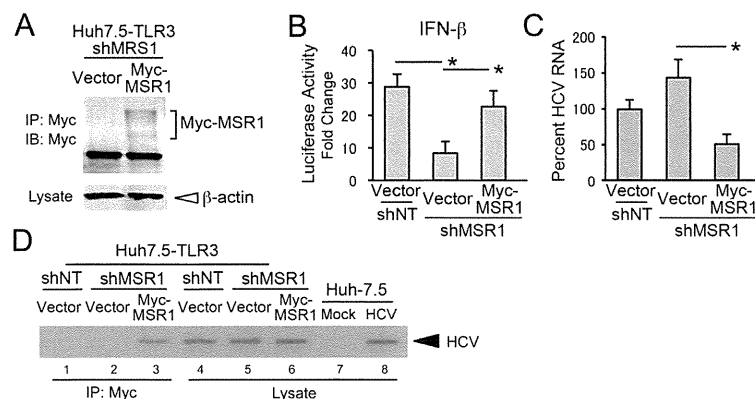 A
Huh7.5-TLR3
shMRS1
Vector
Myc-
MSR1
IP: Myc
IB: Myc
Myc-MSR1
Lysate
β-actin
B
IFN-β
Luciferase Activity
Fold Change
40
30
20
10
0
*
*
Vector
Vector
Myc-
MSR1
shNT
shMSR1
C
Percent HCV RNA
200
150
100
50
0
*
Vector
Vector
Myc-
MSR1
shNT
shMSR1
D
Huh7.5-TLR3
shNT
shMSR1
shNT
shMSR1
Huh-7.5
Vector
Vector
Myc-
MSR1
Vector
Vector
Myc-
MSR1
Mock
HCV
HCV
1 2 3 4 5 6 7 8
IP: Myc
Lysate